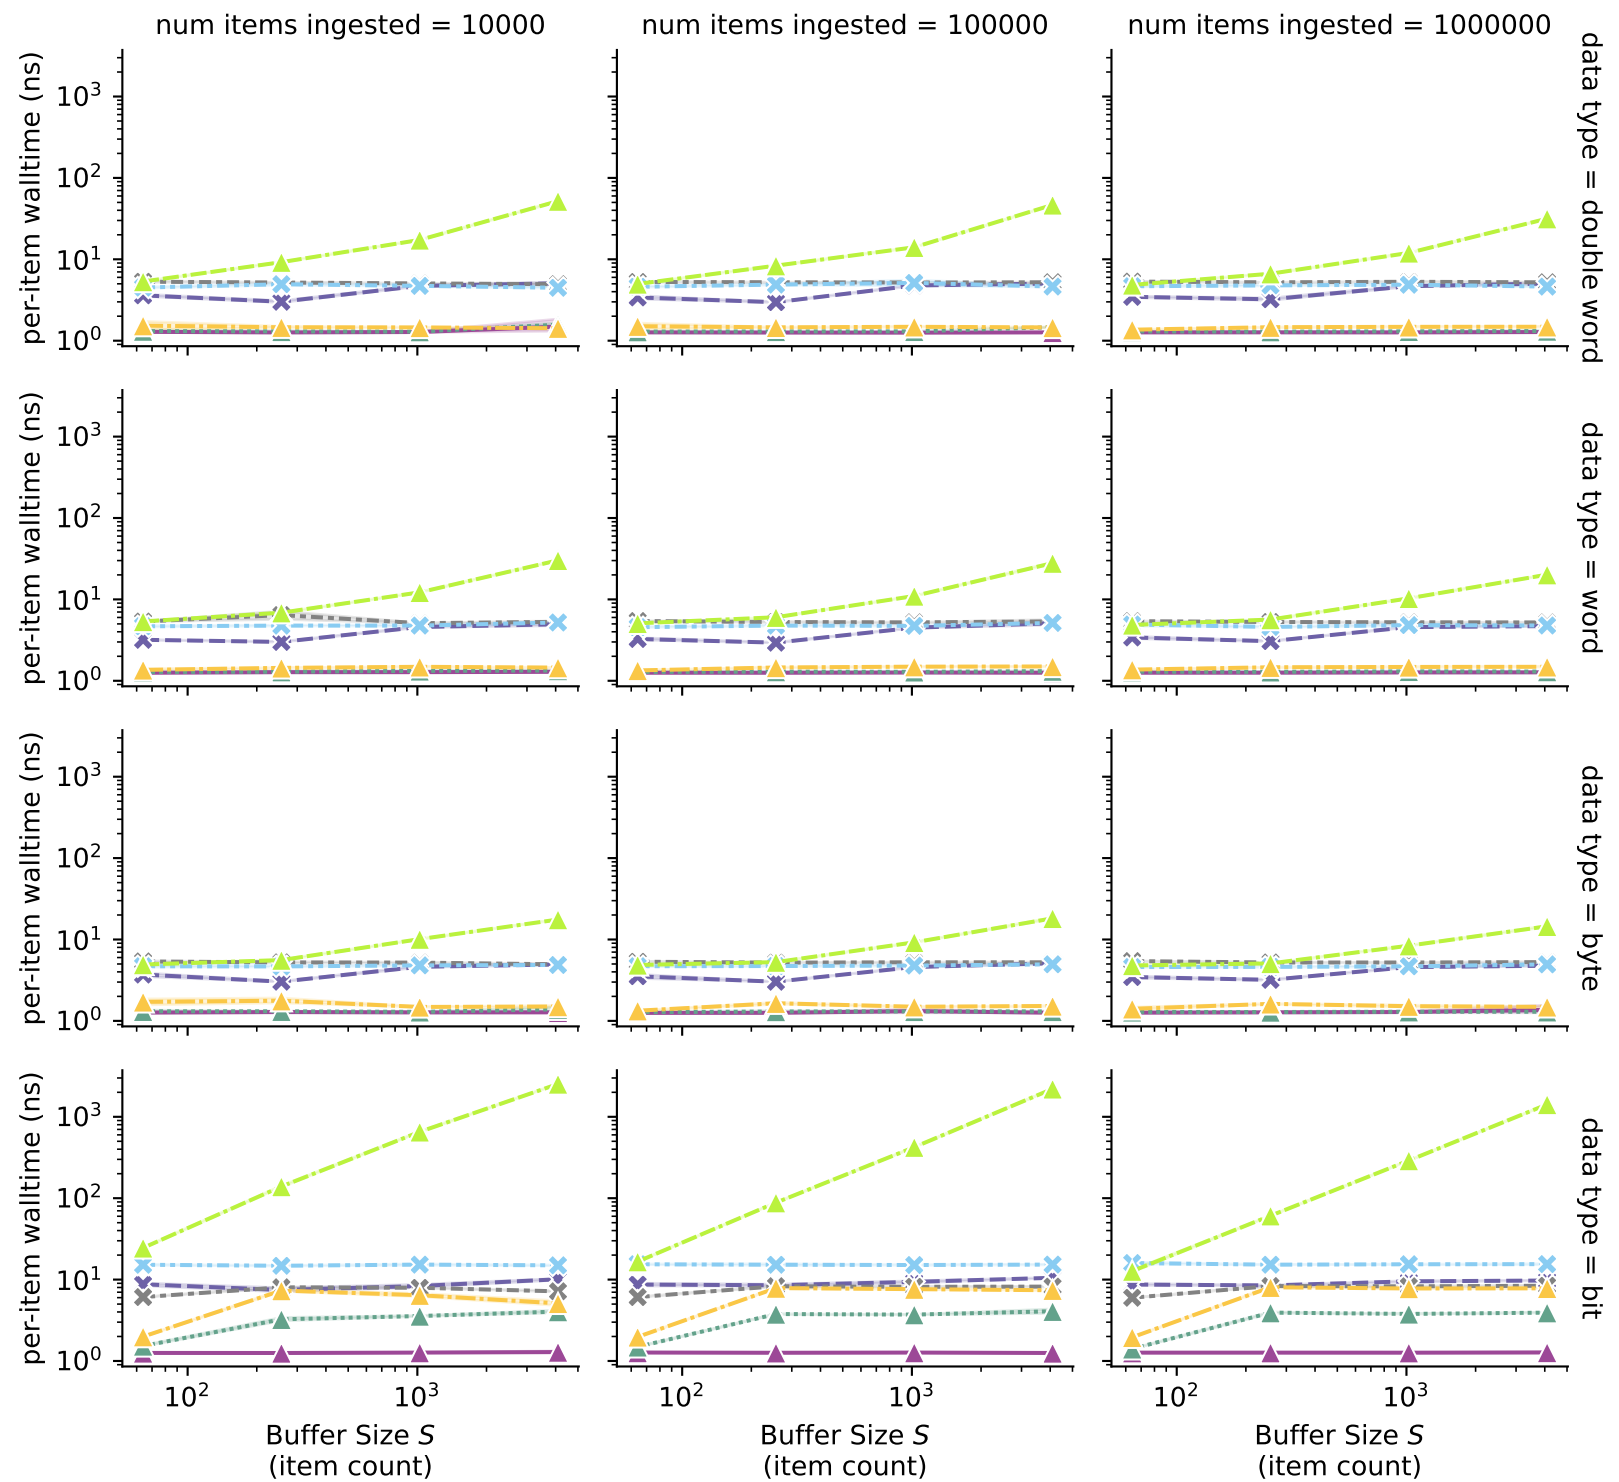 num items ingested = 10000
num items ingested = 100000
num items ingested = 1000000
per-item walltime (ns)
10³
10²
10¹
10⁰
data type = double word
per-item walltime (ns)
10³
10²
10¹
10⁰
data type = word
per-item walltime (ns)
10³
10²
10¹
10⁰
data type = byte
per-item walltime (ns)
10³
10²
10¹
10⁰
data type = bit
10² 10³
10² 10³
10² 10³
Buffer Size S
(item count)
Buffer Size S
(item count)
Buffer Size S
(item count)